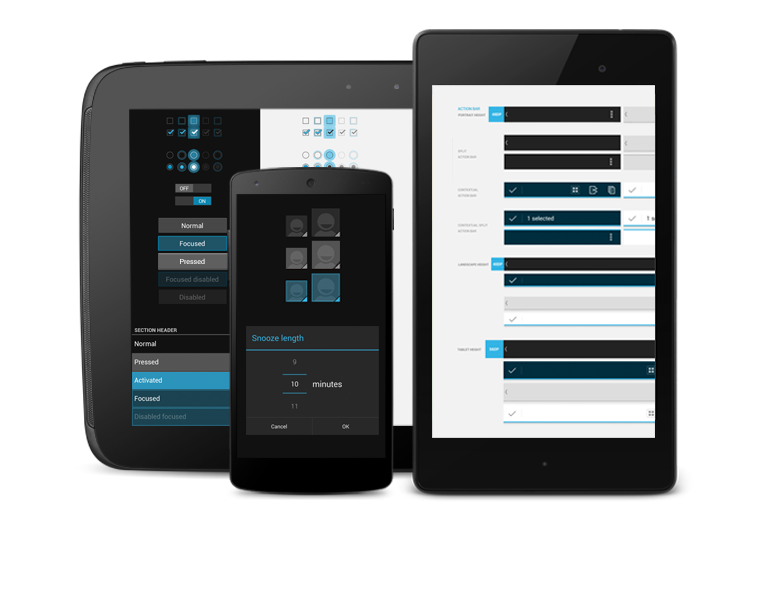 OFF
ON
Normal
Focused
Pressed
Focused disabled
Disabled
SECTION HEADER
Normal
Pressed
Activated
Focused
Disabled focused
Snooze length
9
10 minutes
11
Cancel
OK
ACTION BAR
PORTRAIT HEIGHT
48DP
SPLIT
ACTION BAR
CONTEXTUAL
ACTION BAR
CONTEXTUAL SPLIT
ACTION BAR
1 selected
1 s
LANDSCAPE HEIGHT
40DP
TABLET HEIGHT
56DP